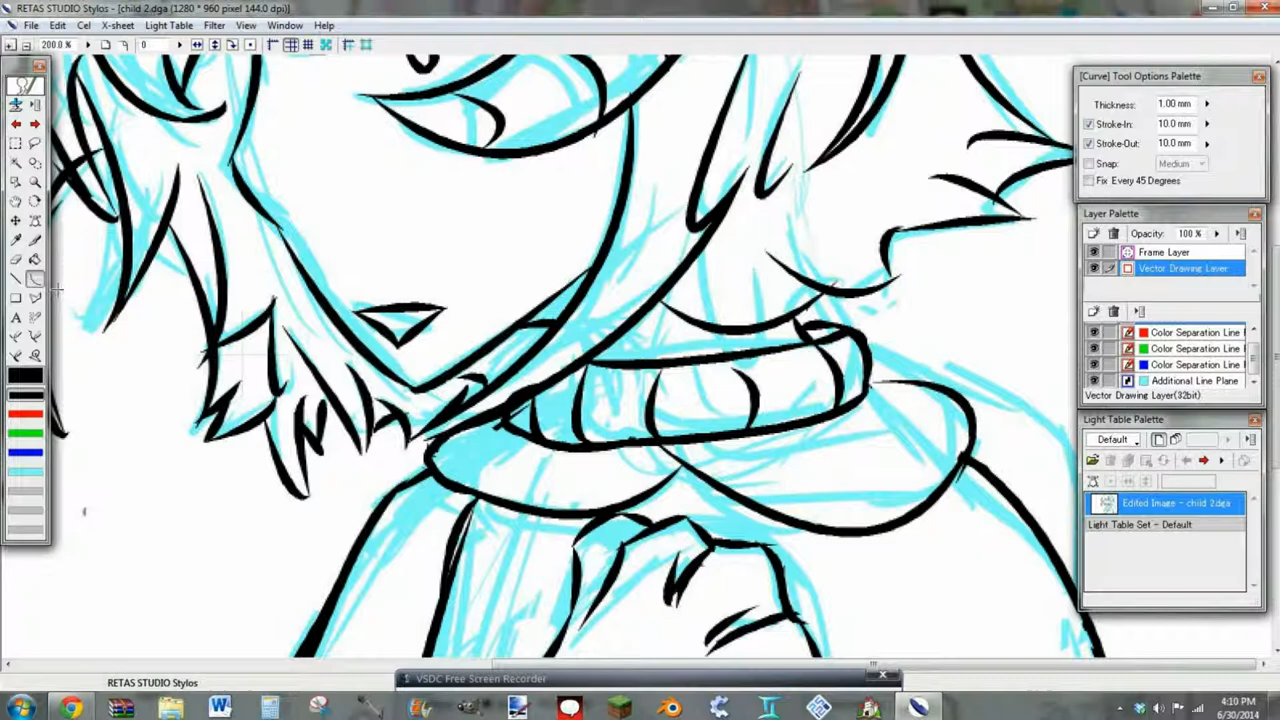 RETAS STUDIO Stylos - [child 2.dga (1280 * 960 pixel 144.0 dpi)]
File Edit Cel X-sheet Light Table Filter View Window Help
200.0 % 0
[Curve] Tool Options Palette
Thickness: 1.00 mm
Stroke-In: 10.0 mm
Stroke-Out: 10.0 mm
Snap: Medium
Fix Every 45 Degrees
Layer Palette
Opacity: 100 %
Frame Layer
Vector Drawing Layer
Color Separation Line
Color Separation Line
Color Separation Line
Additional Line Plane
Vector Drawing Layer(32bit)
Light Table Palette
Default
Edited Image - child 2.dga
Light Table Set - Default
RETAS STUDIO Stylos
VSDC Free Screen Recorder
4:10 PM
6/30/2014